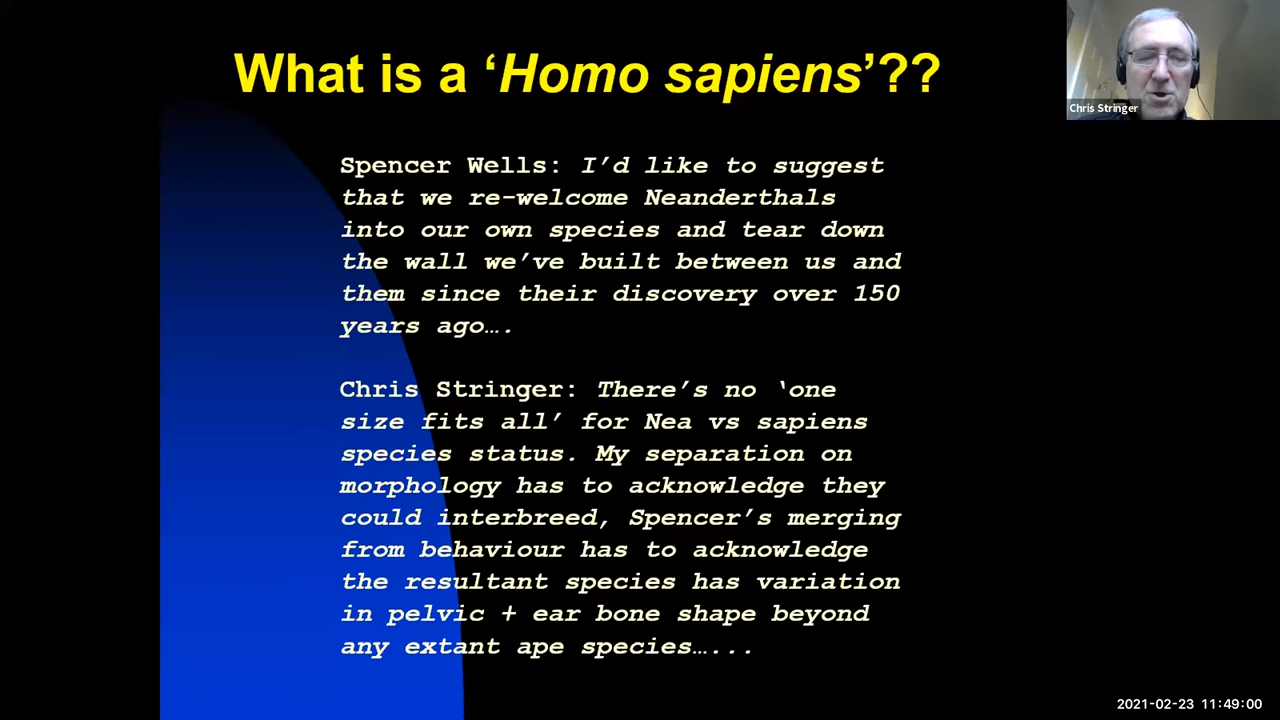 What is a ‘Homo sapiens’??
Chris Stringer
Spencer Wells: I’d like to suggest
that we re-welcome Neanderthals
into our own species and tear down
the wall we’ve built between us and
them since their discovery over 150
years ago….
Chris Stringer: There’s no ‘one
size fits all’ for Nea vs sapiens
species status. My separation on
morphology has to acknowledge they
could interbreed, Spencer’s merging
from behaviour has to acknowledge
the resultant species has variation
in pelvic + ear bone shape beyond
any extant ape species…...
2021-02-23 11:49:00